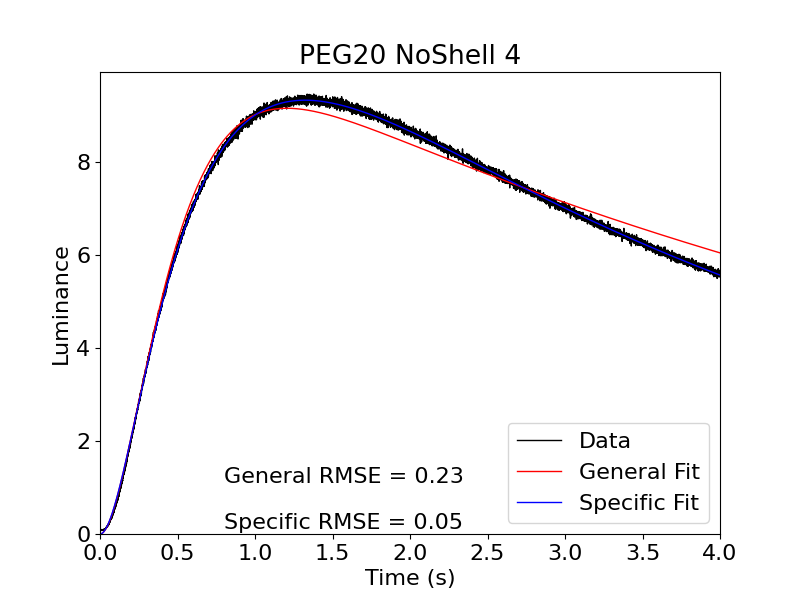 PEG20 NoShell 4
Luminance
8
6
4
2
0
General RMSE = 0.23
Specific RMSE = 0.05
Data
General Fit
Specific Fit
0.0 0.5 1.0 1.5 2.0 2.5 3.0 3.5 4.0
Time (s)